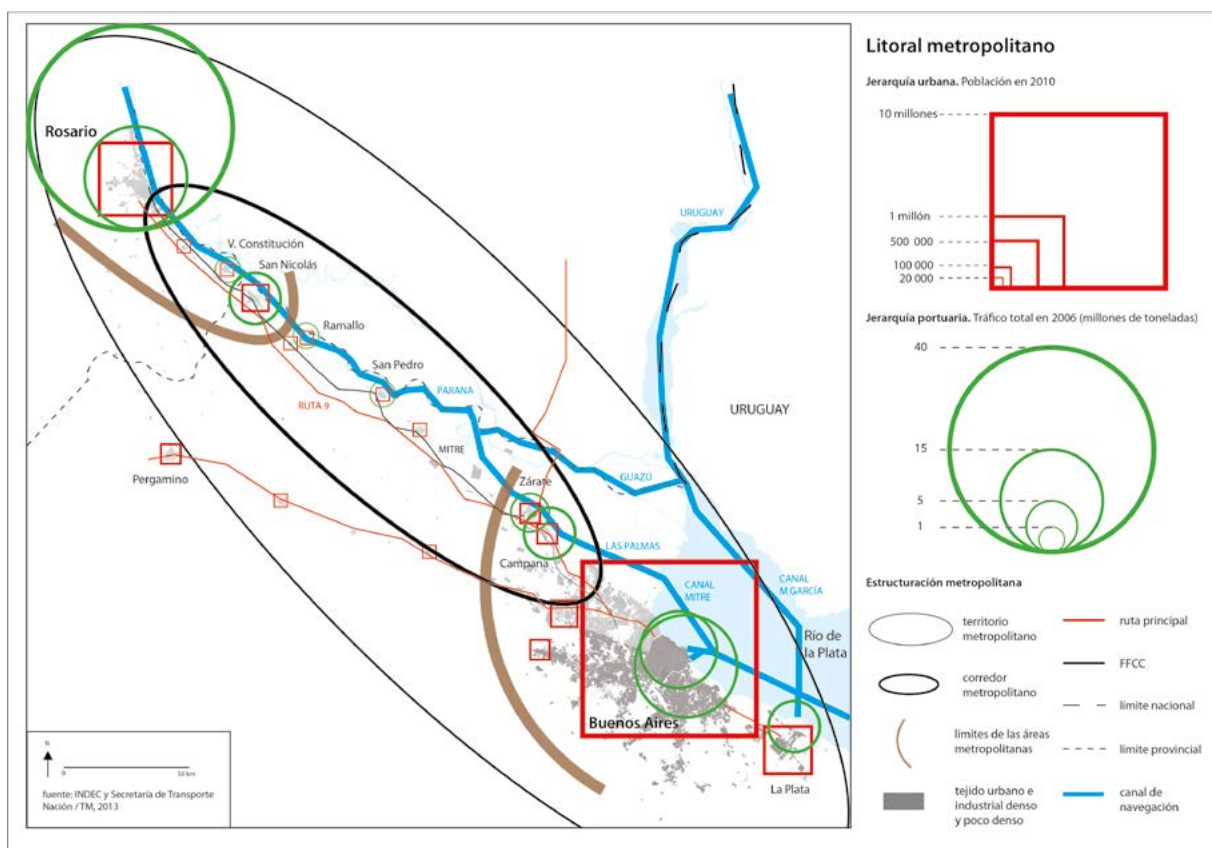 Rosario
V. Constitución
San Nicolás
Ramallo
San Pedro
RUTA 9
PARANA
MITRE
Pergamino
URUGUAY
URUGUAY
GUAZÚ
Zárate
Campana
LAS PALMAS
CANAL
MITRE
CANAL
M GARCÍA
Río de
la Plata
Buenos Aires
La Plata
N
0 50 km
fuente: INDEC y Secretaría de Transporte
Nación / TM, 2013
Litoral metropolitano
Jerarquía urbana. Población en 2010
10 millones
1 millón
500 000
100 000
20 000
Jerarquía portuaria. Tráfico total en 2006 (millones de toneladas)
40
15
5
1
Estructuración metropolitana
territorio
metropolitano
corredor
metropolitano
límites de las áreas
metropolitanas
tejido urbano e
industrial denso
y poco denso
ruta principal
FFCC
límite nacional
límite provincial
canal de
navegación